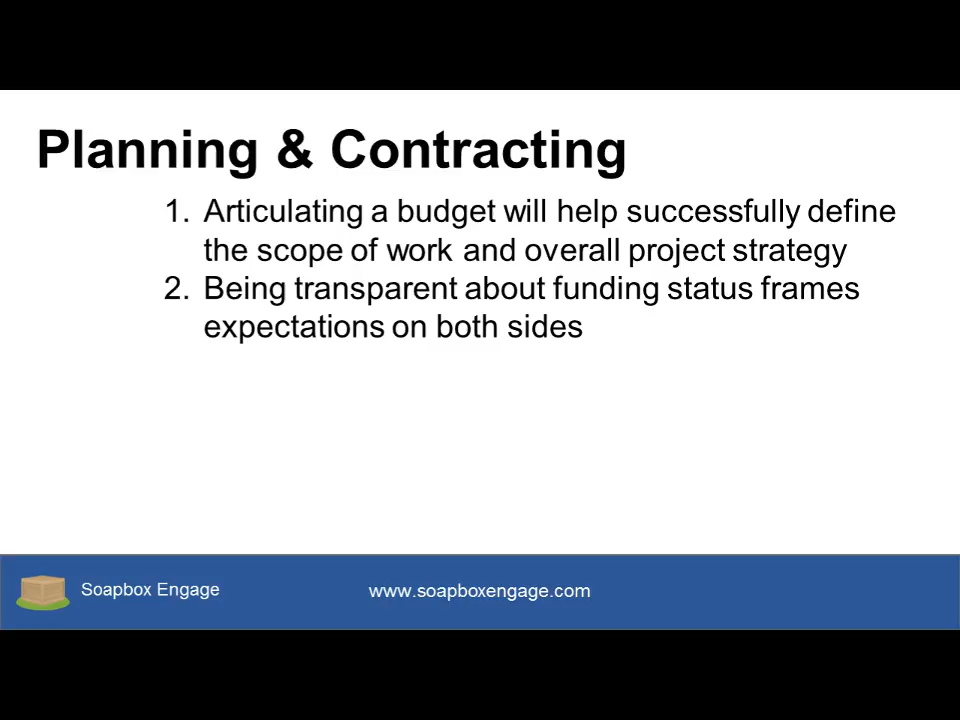 Planning & Contracting
1. Articulating a budget will help successfully define
the scope of work and overall project strategy
2. Being transparent about funding status frames
expectations on both sides
Soapbox Engage
www.soapboxengage.com